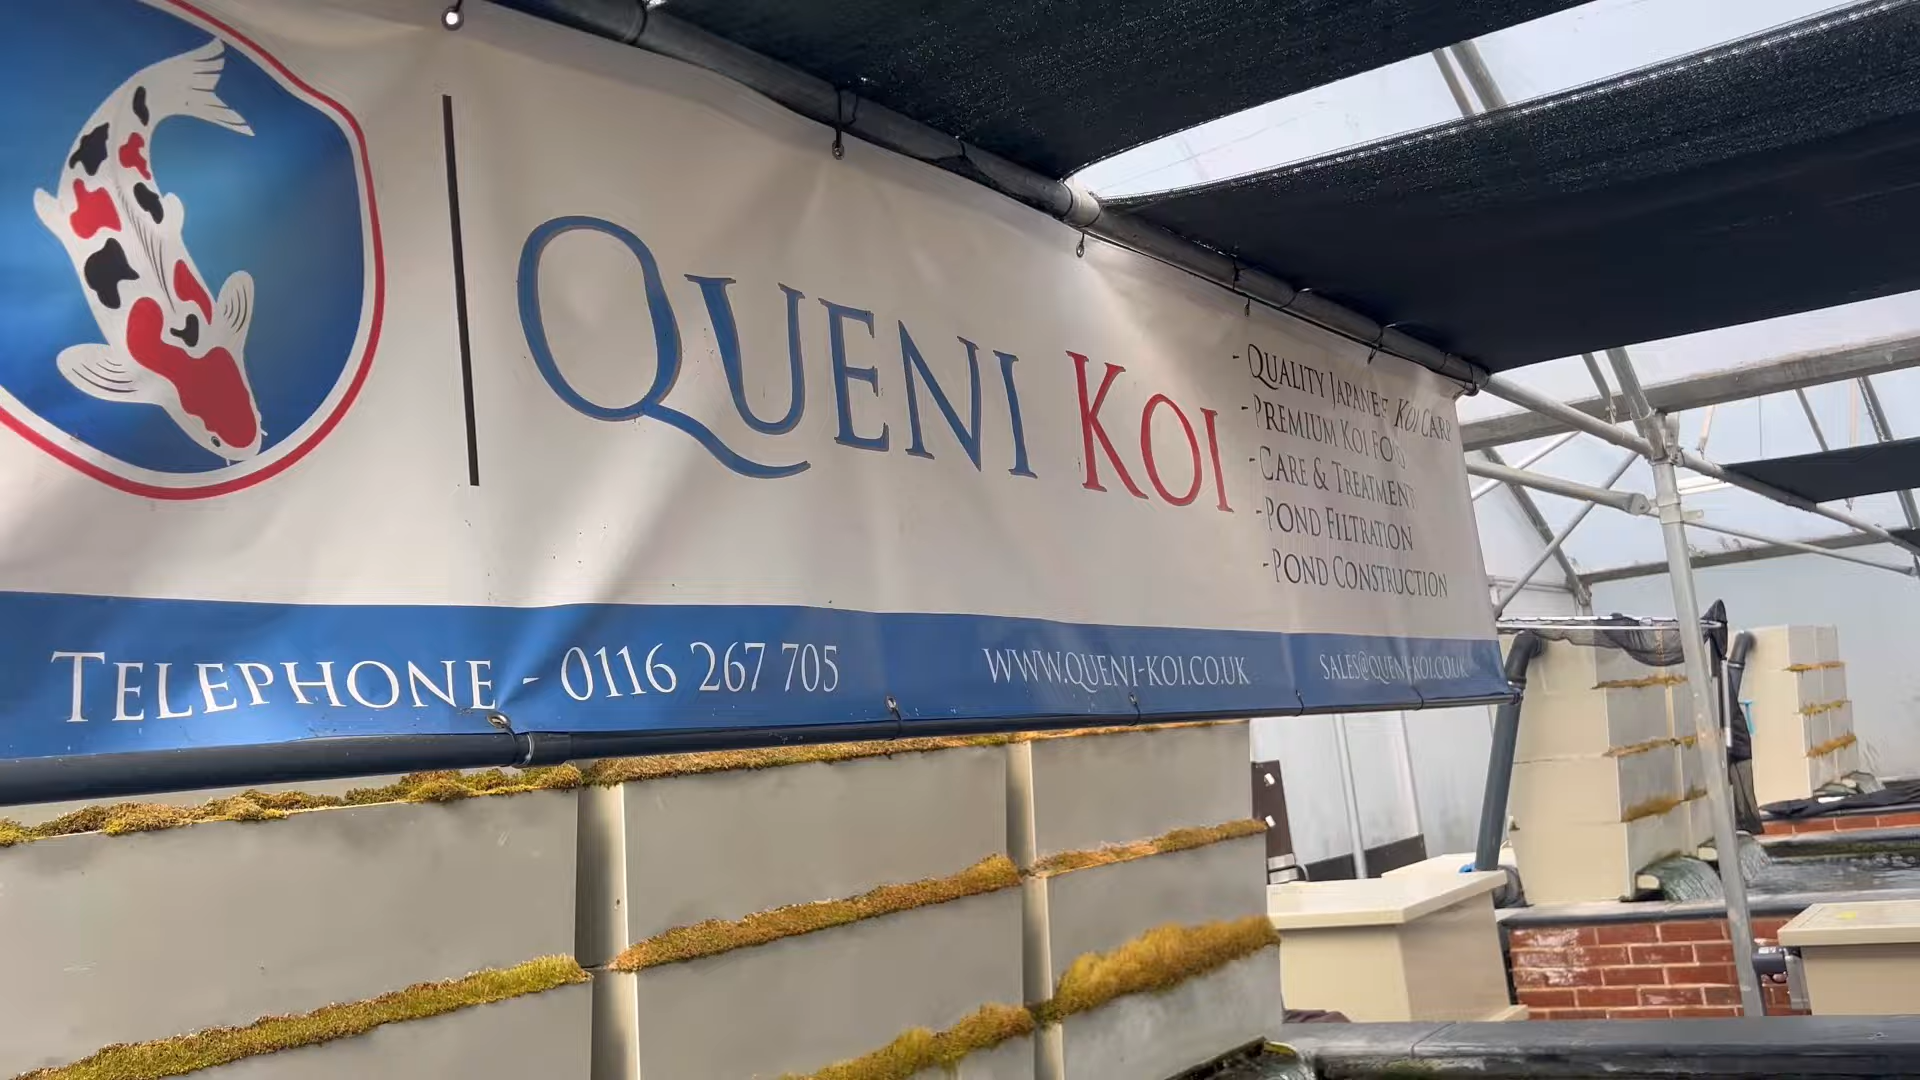 QUENI KOI
- QUALITY JAPANESE KOI CARP
- PREMIUM KOI FOOD
- CARE & TREATMENT
- POND FILTRATION
- POND CONSTRUCTION
TELEPHONE - 0116 267 705
WWW.QUENI-KOI.CO.UK
SALES@QUENI-KOI.CO.UK